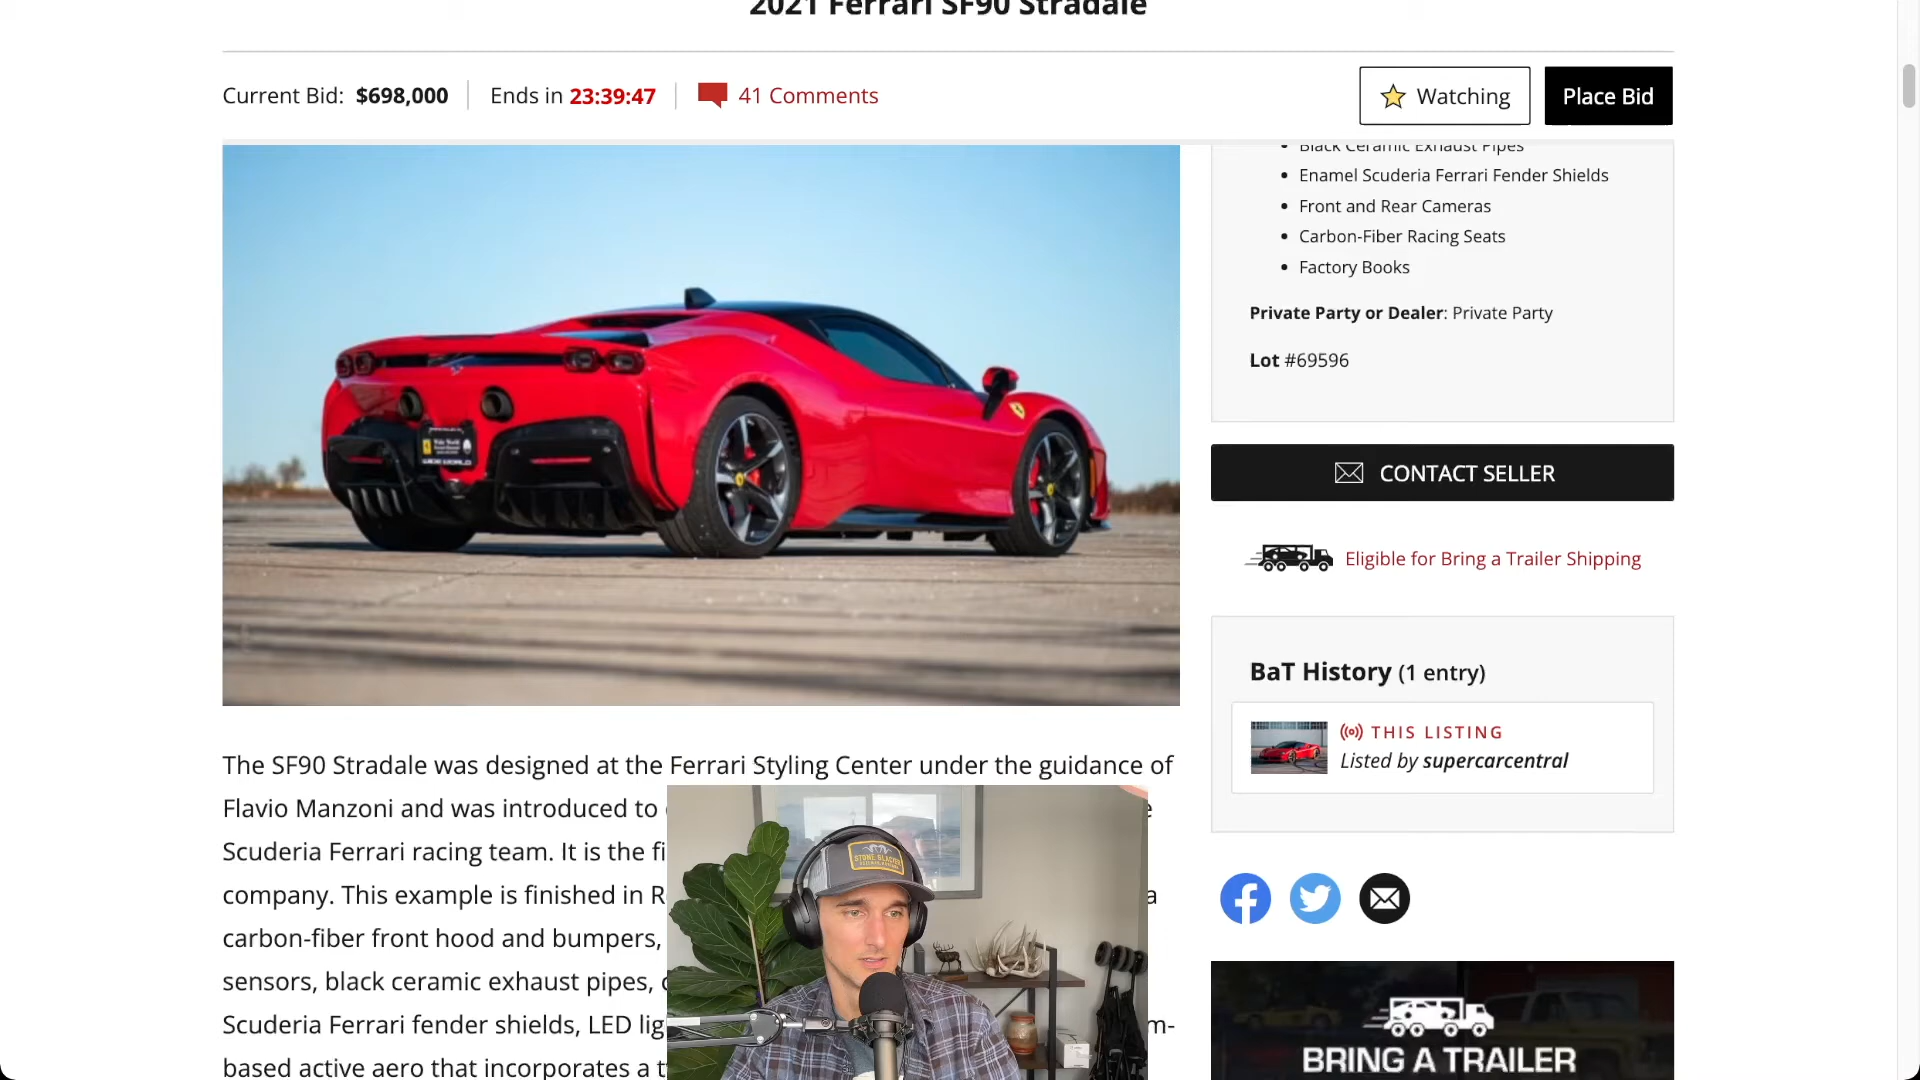 2021 Ferrari SF90 Stradale
Current Bid: $698,000
Ends in 23:39:47
41 Comments
Watching
Place Bid
Black Ceramic Exhaust Pipes
Enamel Scuderia Ferrari Fender Shields
Front and Rear Cameras
Carbon-Fiber Racing Seats
Factory Books
Private Party or Dealer: Private Party
Lot #69596
CONTACT SELLER
Eligible for Bring a Trailer Shipping
BaT History (1 entry)
THIS LISTING
Listed by supercarcentral
The SF90 Stradale was designed at the Ferrari Styling Center under the guidance of
Flavio Manzoni and was introduced to
Scuderia Ferrari racing team. It is the
company. This example is finished in
a
carbon-fiber front hood and bumpers,
sensors, black ceramic exhaust pipes,
Scuderia Ferrari fender shields, LED
based active aero that incorporates a
STONE GLACIER
BRING A TRAILER